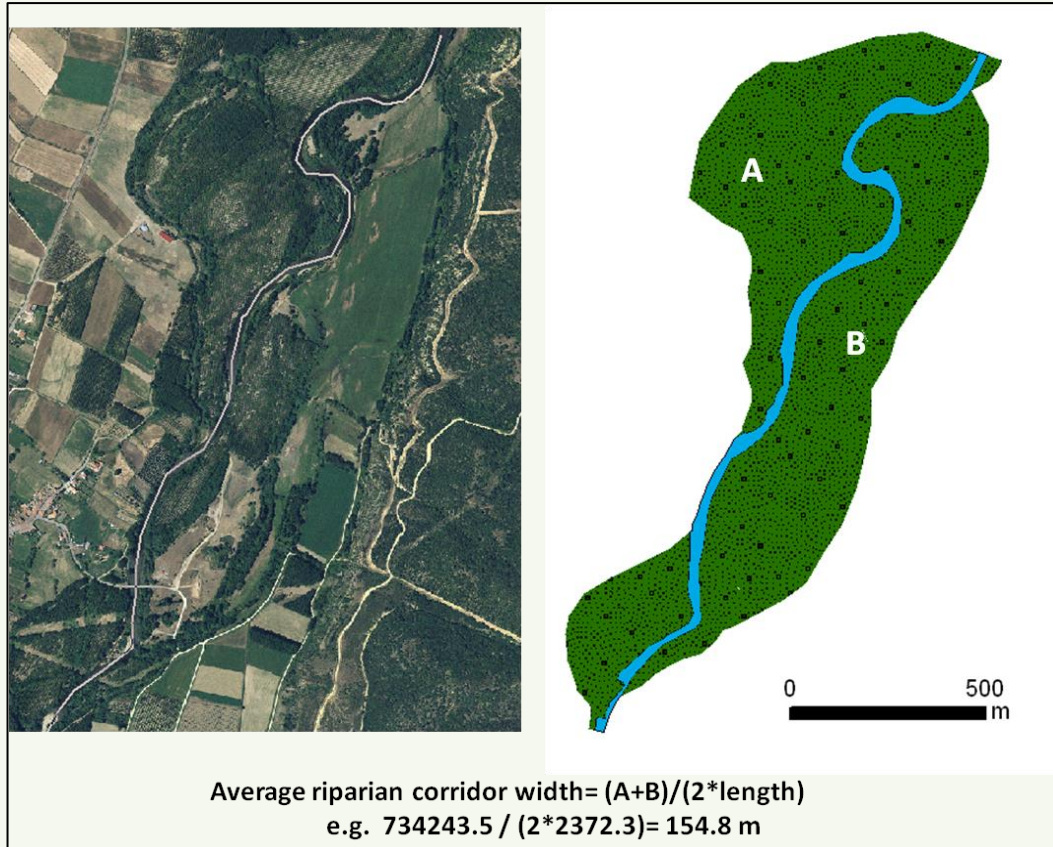 A
B
0 500
m
Average riparian corridor width= (A+B)/(2*length)
e.g. 734243.5 / (2*2372.3)= 154.8 m